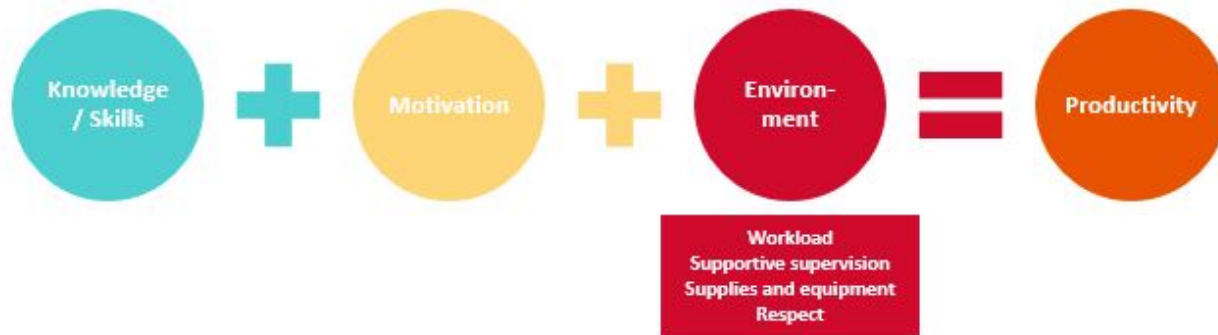 Knowledge
/ Skills
Motivation
Environ-
ment
Productivity
Workload
Supportive supervision
Supplies and equipment
Respect